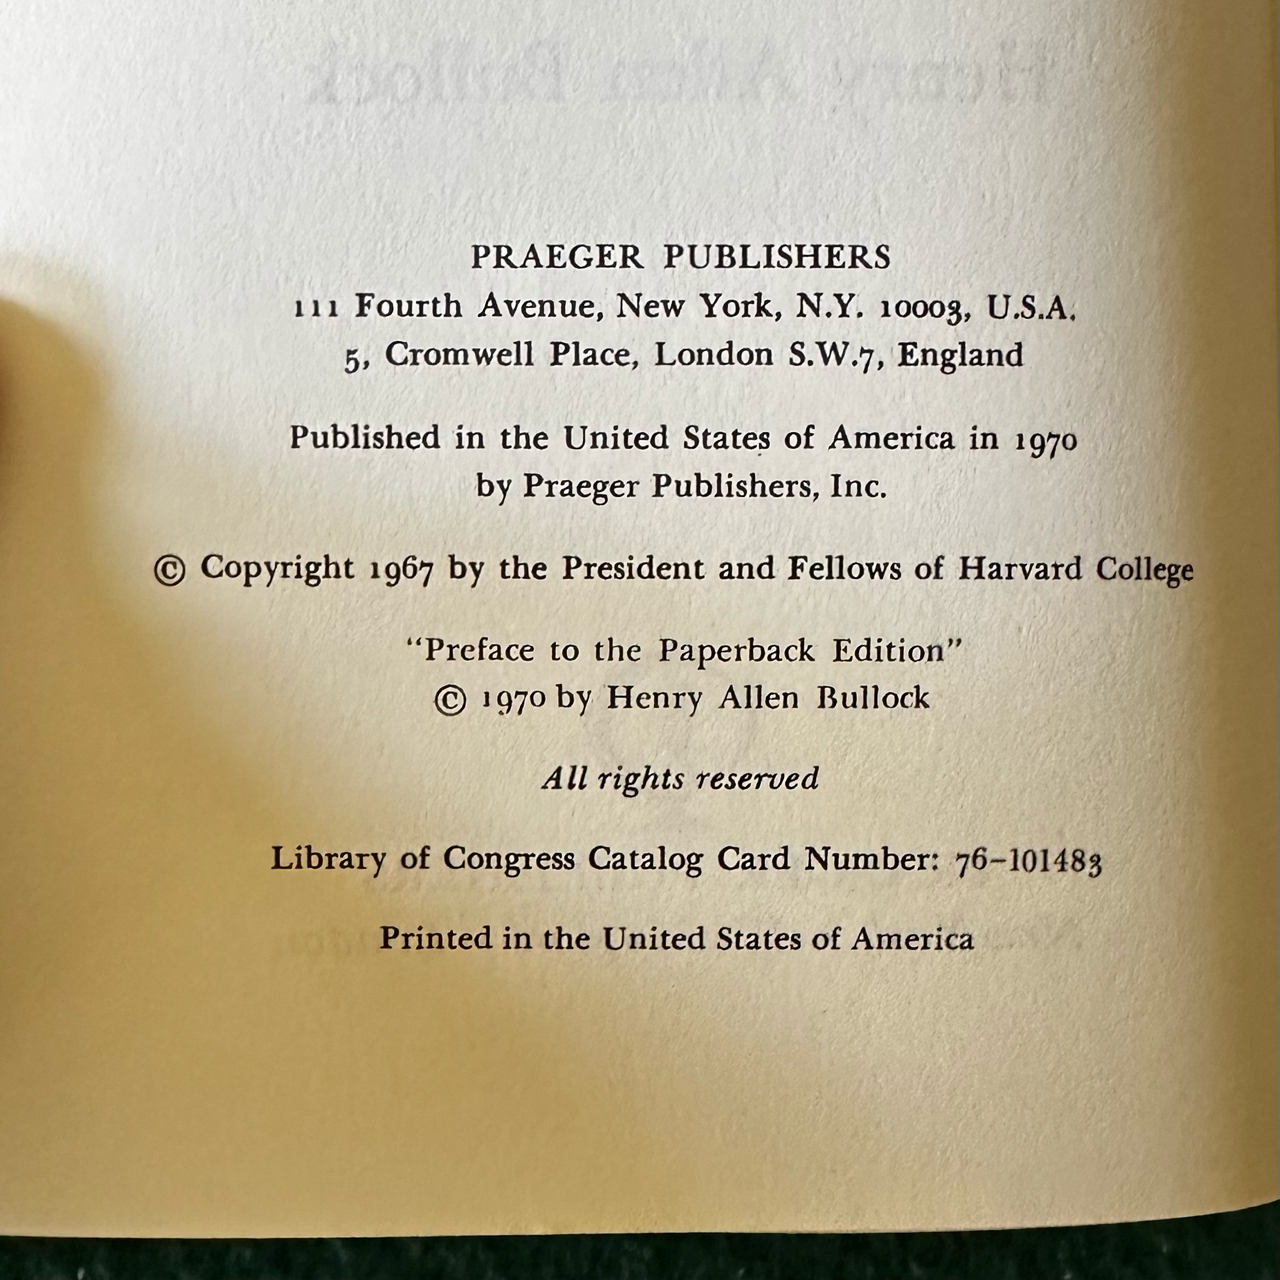 Henry Allen Bullock
PRAEGER PUBLISHERS
111 Fourth Avenue, New York, N.Y. 10003, U.S.A.
5, Cromwell Place, London S.W.7, England
Published in the United States of America in 1970
by Praeger Publishers, Inc.
© Copyright 1967 by the President and Fellows of Harvard College
"Preface to the Paperback Edition"
© 1970 by Henry Allen Bullock
All rights reserved
Library of Congress Catalog Card Number: 76-101483
Printed in the United States of America